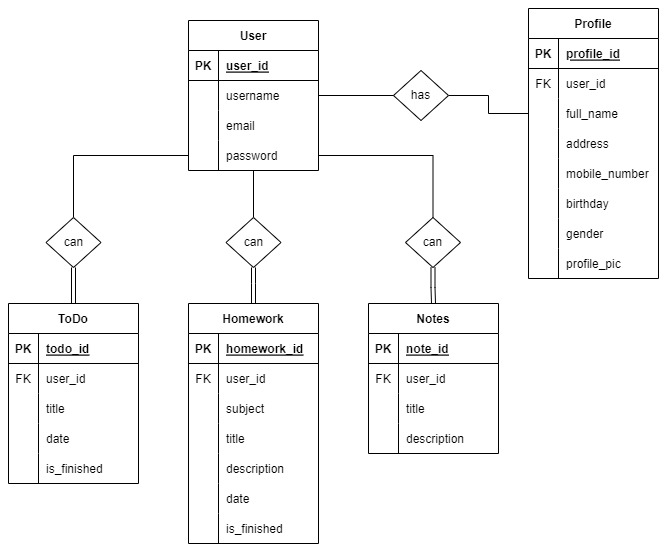 User
PK user_id
username
email
password
has
Profile
PK profile_id
FK user_id
full_name
address
mobile_number
birthday
gender
profile_pic
can
can
can
ToDo
PK todo_id
FK user_id
title
date
is_finished
Homework
PK homework_id
FK user_id
subject
title
description
date
is_finished
Notes
PK note_id
FK user_id
title
description